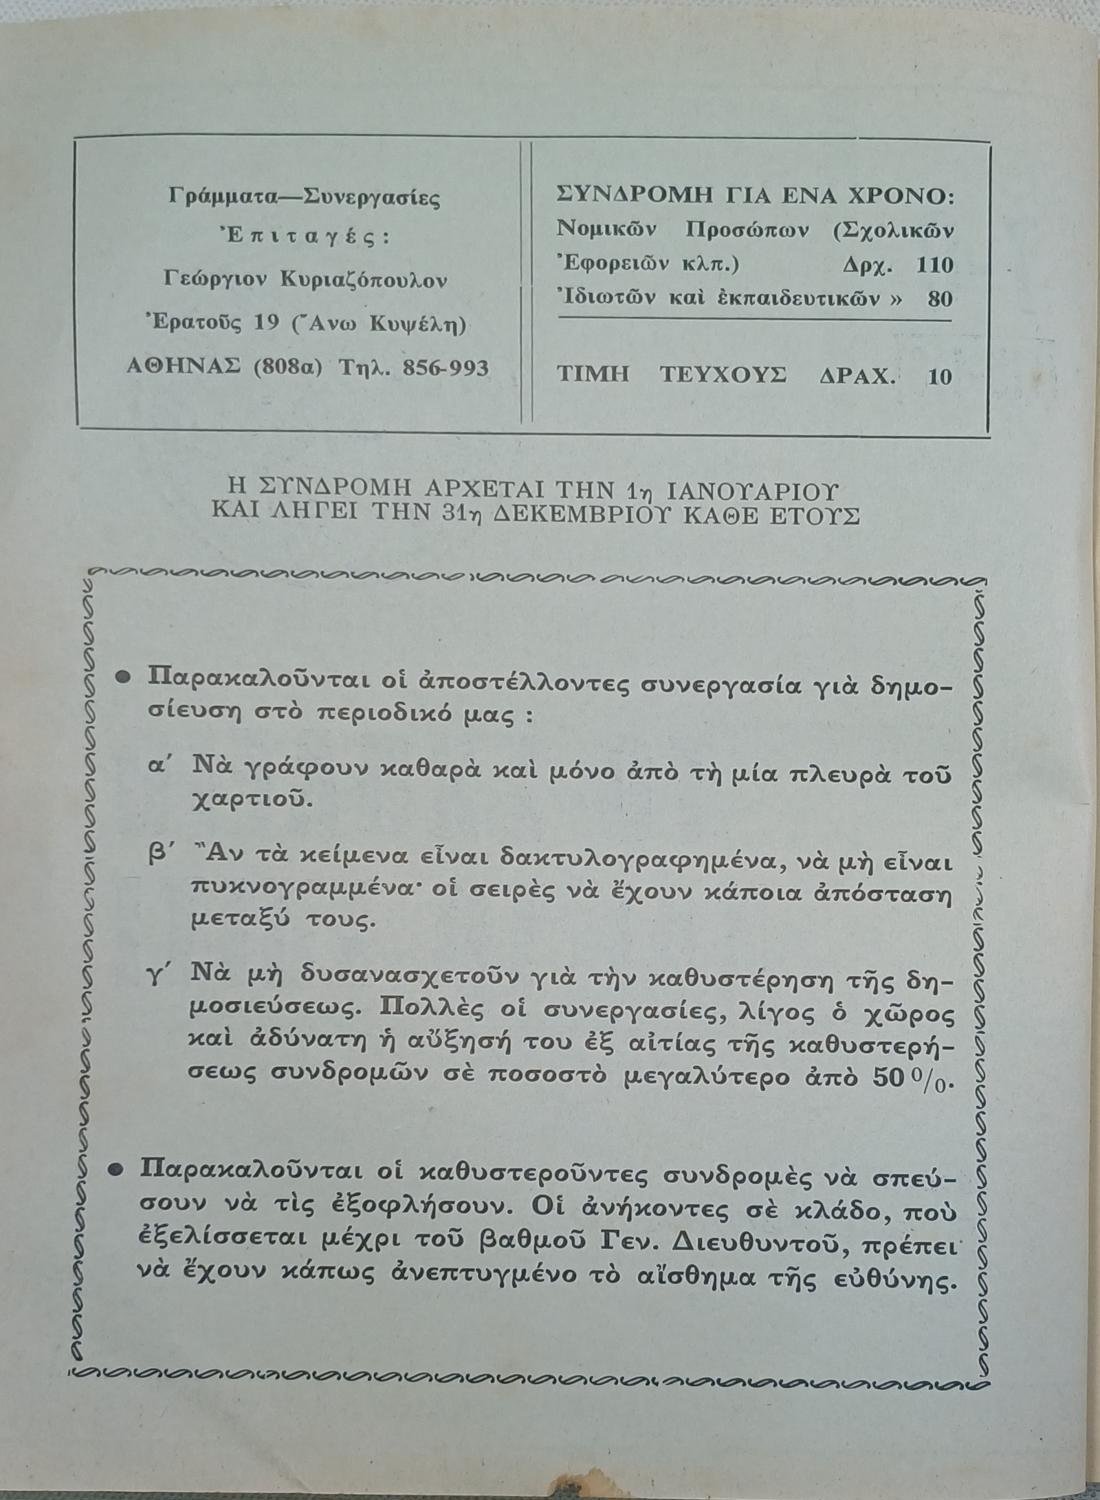 Γράμματα—Συνεργασίες
Ἐπιταγές:
Γεώργιον Κυριαζόπουλον
Ἐρατοῦς 19 (Ἄνω Κυψέλη)
ΑΘΗΝΑΣ (808α) Τηλ. 856-993
ΣΥΝΔΡΟΜΗ ΓΙΑ ΕΝΑ ΧΡΟΝΟ:
Νομικῶν Προσώπων (Σχολικῶν
Ἐφορειῶν κλπ.) Δρχ. 110
Ἰδιωτῶν καὶ ἐκπαιδευτικῶν » 80
ΤΙΜΗ ΤΕΥΧΟΥΣ ΔΡΑΧ. 10
Η ΣΥΝΔΡΟΜΗ ΑΡΧΕΤΑΙ ΤΗΝ 1η ΙΑΝΟΥΑΡΙΟΥ
ΚΑΙ ΛΗΓΕΙ ΤΗΝ 31η ΔΕΚΕΜΒΡΙΟΥ ΚΑΘΕ ΕΤΟΥΣ
● Παρακαλοῦνται οἱ ἀποστέλλοντες συνεργασία γιὰ δημο-
σίευση στὸ περιοδικό μας :
α΄ Νὰ γράφουν καθαρὰ καὶ μόνο ἀπὸ τὴ μία πλευρὰ τοῦ
χαρτιοῦ.
β΄ Ἂν τὰ κείμενα εἶναι δακτυλογραφημένα, νὰ μὴ εἶναι
πυκνογραμμένα· οἱ σειρὲς νὰ ἔχουν κάποια ἀπόσταση
μεταξύ τους.
γ΄ Νὰ μὴ δυσανασχετοῦν γιὰ τὴν καθυστέρηση τῆς δη-
μοσιεύσεως. Πολλὲς οἱ συνεργασίες, λίγος ὁ χῶρος
καὶ ἀδύνατη ἡ αὔξησή του ἐξ αἰτίας τῆς καθυστερή-
σεως συνδρομῶν σὲ ποσοστὸ μεγαλύτερο ἀπὸ 50 %.
● Παρακαλοῦνται οἱ καθυστεροῦντες συνδρομὲς νὰ σπεύ-
σουν νὰ τὶς ἐξοφλήσουν. Οἱ ἀνήκοντες σὲ κλάδο, ποὺ
ἐξελίσσεται μέχρι τοῦ βαθμοῦ Γεν. Διευθυντοῦ, πρέπει
νὰ ἔχουν κάπως ἀνεπτυγμένο τὸ αἴσθημα τῆς εὐθύνης.